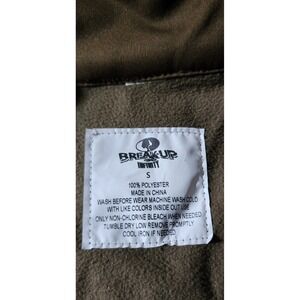 BREAK-UP
INFINITY
S
100% POLYESTER
MADE IN CHINA
WASH BEFORE WEAR MACHINE WASH COLD
WITH LIKE COLORS INSIDE OUT USE
ONLY NON-CHLORINE BLEACH WHEN NEEDED
TUMBLE DRY LOW REMOVE PROMPTLY
COOL IRON IF NEEDED